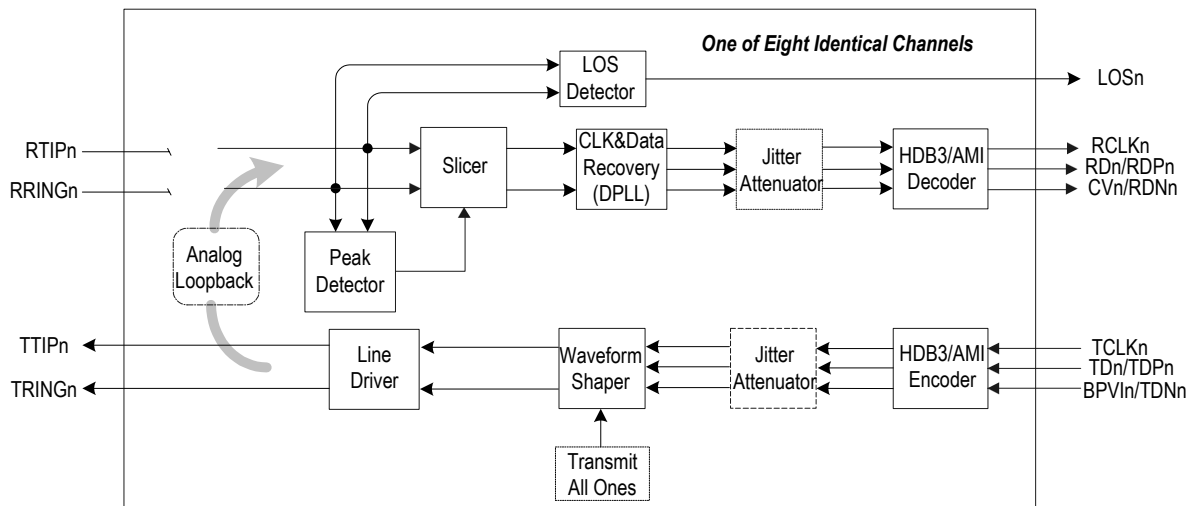 One of Eight Identical Channels
LOS
Detector
LOSn
RTIPn
RRINGn
Slicer
CLK&Data
Recovery
(DPLL)
Jitter
Attenuator
HDB3/AMI
Decoder
RCLKn
RDn/RDPn
CVn/RDNn
Analog
Loopback
Peak
Detector
TTIPn
TRINGn
Line
Driver
Waveform
Shaper
Jitter
Attenuator
HDB3/AMI
Encoder
TCLKn
TDn/TDPn
BPVIn/TDNn
Transmit
All Ones